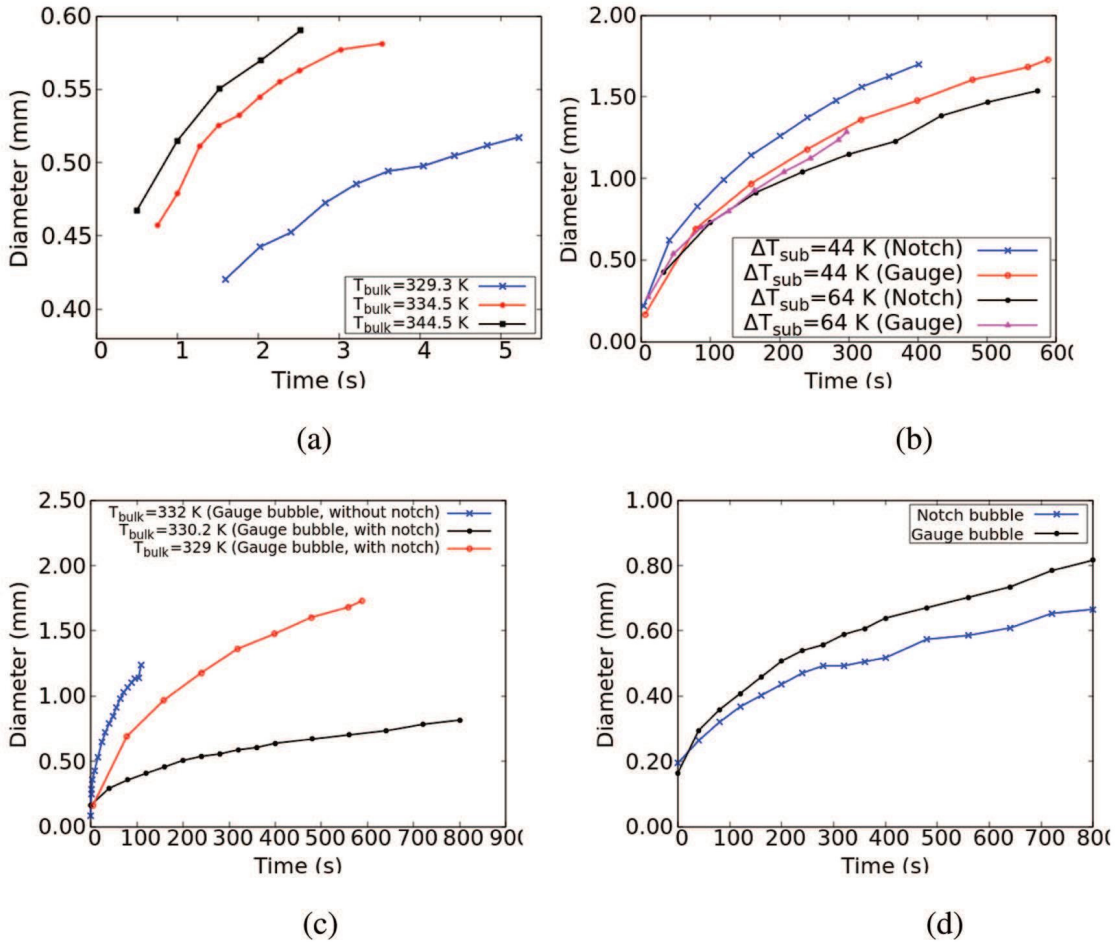 0.60
0.55
0.50
0.45
0.40
Diameter (mm)
T_bulk=329.3 K
T_bulk=334.5 K
T_bulk=344.5 K
0 1 2 3 4 5
Time (s)
(a)
2.00
1.50
1.00
0.50
0.00
Diameter (mm)
ΔT_sub=44 K (Notch)
ΔT_sub=44 K (Gauge)
ΔT_sub=64 K (Notch)
ΔT_sub=64 K (Gauge)
0 100 200 300 400 500 600
Time (s)
(b)
2.50
2.00
1.50
1.00
0.50
0.00
Diameter (mm)
T_bulk=332 K (Gauge bubble, without notch)
T_bulk=330.2 K (Gauge bubble, with notch)
T_bulk=329 K (Gauge bubble, with notch)
0 100 200 300 400 500 600 700 800 900
Time (s)
(c)
1.00
0.80
0.60
0.40
0.20
0.00
Diameter (mm)
Notch bubble
Gauge bubble
0 100 200 300 400 500 600 700 800
Time (s)
(d)